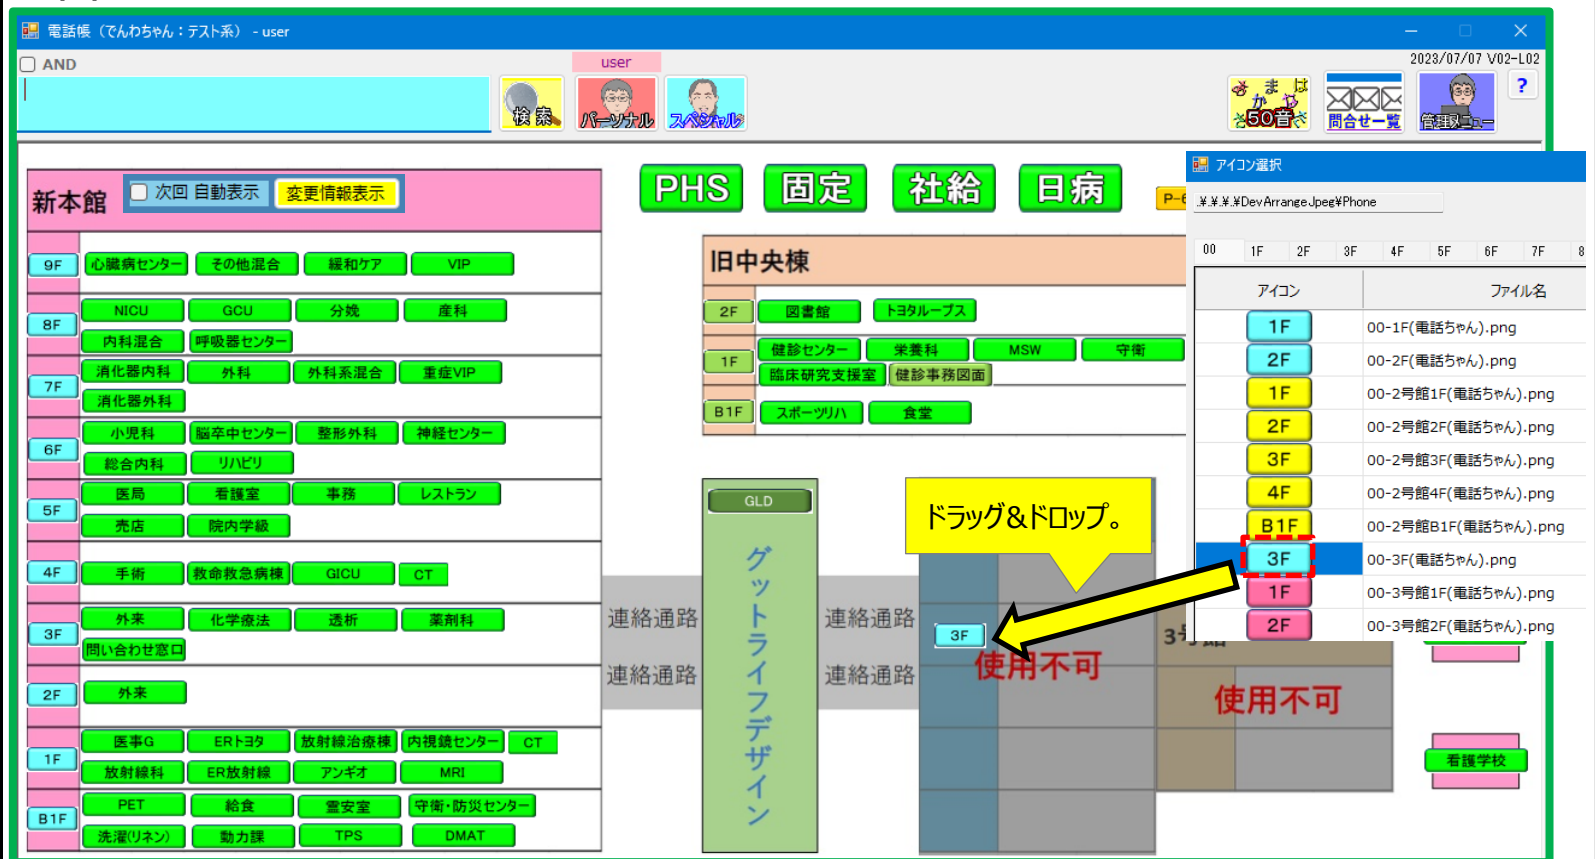 電話帳（でんわちゃん：テスト系） - user
AND
user
2023/07/07 V02-L02
検索
パーソナル
スペシャル
あかさ
また
はな
50音
問合せ一覧
管理メニュー
?
新本館
次回 自動表示
変更情報表示
PHS 固定 社給 日病
P-6
9F
心臓病センター その他混合 緩和ケア VIP
8F
NICU GCU 分娩 産科
内科混合 呼吸器センター
7F
消化器内科 外科 外科系混合 重症VIP
消化器外科
6F
小児科 脳卒中センター 整形外科 神経センター
総合内科 リハビリ
5F
医局 看護室 事務 レストラン
売店 院内学級
4F
手術 救命救急病棟 GICU CT
3F
外来 化学療法 透析 薬剤科
問い合わせ窓口
2F
外来
1F
医事G ERトヨタ 放射線治療棟 内視鏡センター CT
放射線科 ER放射線 アンギオ MRI
B1F
PET 給食 霊安室 守衛・防災センター
洗濯(リネン) 動力課 TPS DMAT
旧中央棟
2F
図書館 トヨタループス
1F
健診センター 栄養科 MSW 守衛
臨床研究支援室 健診事務図面
B1F
スポーツリハ 食堂
GLD
グットライフデザイン
連絡通路
連絡通路
連絡通路
連絡通路
3F
使用不可
3号館
使用不可
看護学校
ドラッグ&ドロップ。
アイコン選択
.¥.¥.¥.¥DevArrangeJpeg¥Phone
00 1F 2F 3F 4F 5F 6F 7F 8
アイコン ファイル名
1F 00-1F(電話ちゃん).png
2F 00-2F(電話ちゃん).png
1F 00-2号館1F(電話ちゃん).png
2F 00-2号館2F(電話ちゃん).png
3F 00-2号館3F(電話ちゃん).png
4F 00-2号館4F(電話ちゃん).png
B1F 00-2号館B1F(電話ちゃん).png
3F 00-3F(電話ちゃん).png
1F 00-3号館1F(電話ちゃん).png
2F 00-3号館2F(電話ちゃん).png